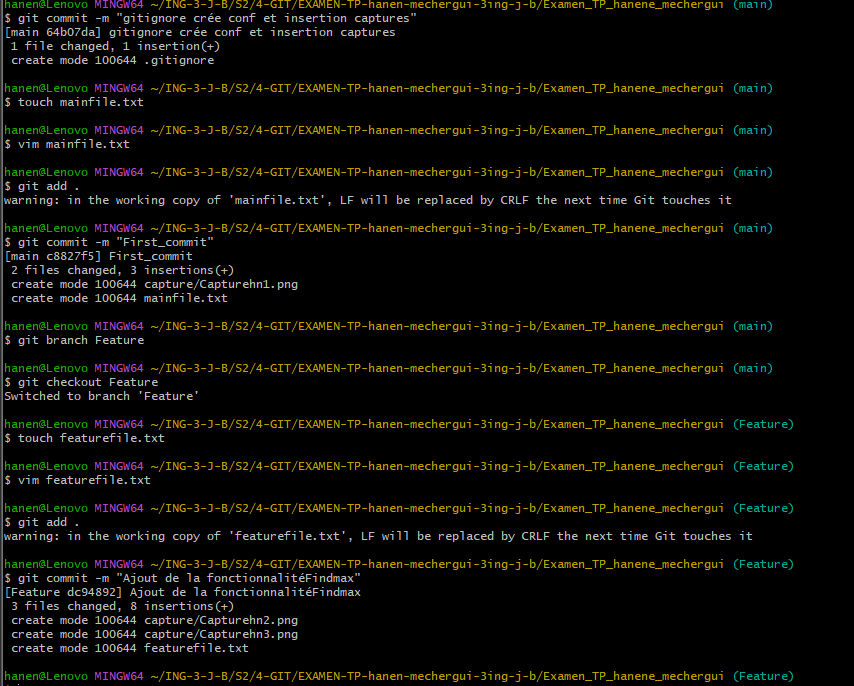 hanen@Lenovo MINGW64 ~/ING-3-J-B/S2/4-GIT/EXAMEN-TP-hanen-mechergui-3ing-j-b/Examen_TP_hanene_mechergui (main)
$ git commit -m "gitignore crée conf et insertion captures"
[main 64b07da] gitignore crée conf et insertion captures
 1 file changed, 1 insertion(+)
 create mode 100644 .gitignore
hanen@Lenovo MINGW64 ~/ING-3-J-B/S2/4-GIT/EXAMEN-TP-hanen-mechergui-3ing-j-b/Examen_TP_hanene_mechergui (main)
$ touch mainfile.txt
hanen@Lenovo MINGW64 ~/ING-3-J-B/S2/4-GIT/EXAMEN-TP-hanen-mechergui-3ing-j-b/Examen_TP_hanene_mechergui (main)
$ vim mainfile.txt
hanen@Lenovo MINGW64 ~/ING-3-J-B/S2/4-GIT/EXAMEN-TP-hanen-mechergui-3ing-j-b/Examen_TP_hanene_mechergui (main)
$ git add .
warning: in the working copy of 'mainfile.txt', LF will be replaced by CRLF the next time Git touches it
hanen@Lenovo MINGW64 ~/ING-3-J-B/S2/4-GIT/EXAMEN-TP-hanen-mechergui-3ing-j-b/Examen_TP_hanene_mechergui (main)
$ git commit -m "First_commit"
[main c8827f5] First_commit
 2 files changed, 3 insertions(+)
 create mode 100644 capture/Capturehn1.png
 create mode 100644 mainfile.txt
hanen@Lenovo MINGW64 ~/ING-3-J-B/S2/4-GIT/EXAMEN-TP-hanen-mechergui-3ing-j-b/Examen_TP_hanene_mechergui (main)
$ git branch Feature
hanen@Lenovo MINGW64 ~/ING-3-J-B/S2/4-GIT/EXAMEN-TP-hanen-mechergui-3ing-j-b/Examen_TP_hanene_mechergui (main)
$ git checkout Feature
Switched to branch 'Feature'
hanen@Lenovo MINGW64 ~/ING-3-J-B/S2/4-GIT/EXAMEN-TP-hanen-mechergui-3ing-j-b/Examen_TP_hanene_mechergui (Feature)
$ touch featurefile.txt
hanen@Lenovo MINGW64 ~/ING-3-J-B/S2/4-GIT/EXAMEN-TP-hanen-mechergui-3ing-j-b/Examen_TP_hanene_mechergui (Feature)
$ vim featurefile.txt
hanen@Lenovo MINGW64 ~/ING-3-J-B/S2/4-GIT/EXAMEN-TP-hanen-mechergui-3ing-j-b/Examen_TP_hanene_mechergui (Feature)
$ git add .
warning: in the working copy of 'featurefile.txt', LF will be replaced by CRLF the next time Git touches it
hanen@Lenovo MINGW64 ~/ING-3-J-B/S2/4-GIT/EXAMEN-TP-hanen-mechergui-3ing-j-b/Examen_TP_hanene_mechergui (Feature)
$ git commit -m "Ajout de la fonctionnalitéFindmax"
[Feature dc94892] Ajout de la fonctionnalitéFindmax
 3 files changed, 8 insertions(+)
 create mode 100644 capture/Capturehn2.png
 create mode 100644 capture/Capturehn3.png
 create mode 100644 featurefile.txt
hanen@Lenovo MINGW64 ~/ING-3-J-B/S2/4-GIT/EXAMEN-TP-hanen-mechergui-3ing-j-b/Examen_TP_hanene_mechergui (Feature)